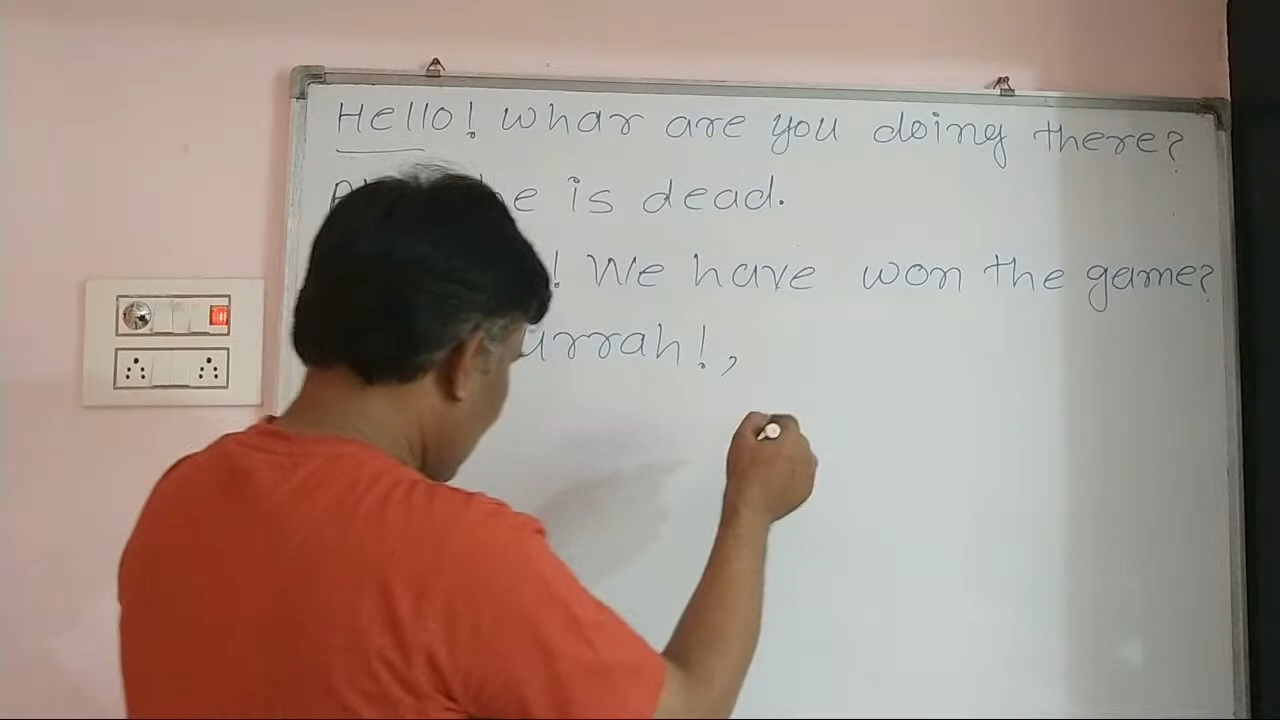 Hello! whar are you doing there?
is dead.
! We have won the game?
urrah!,